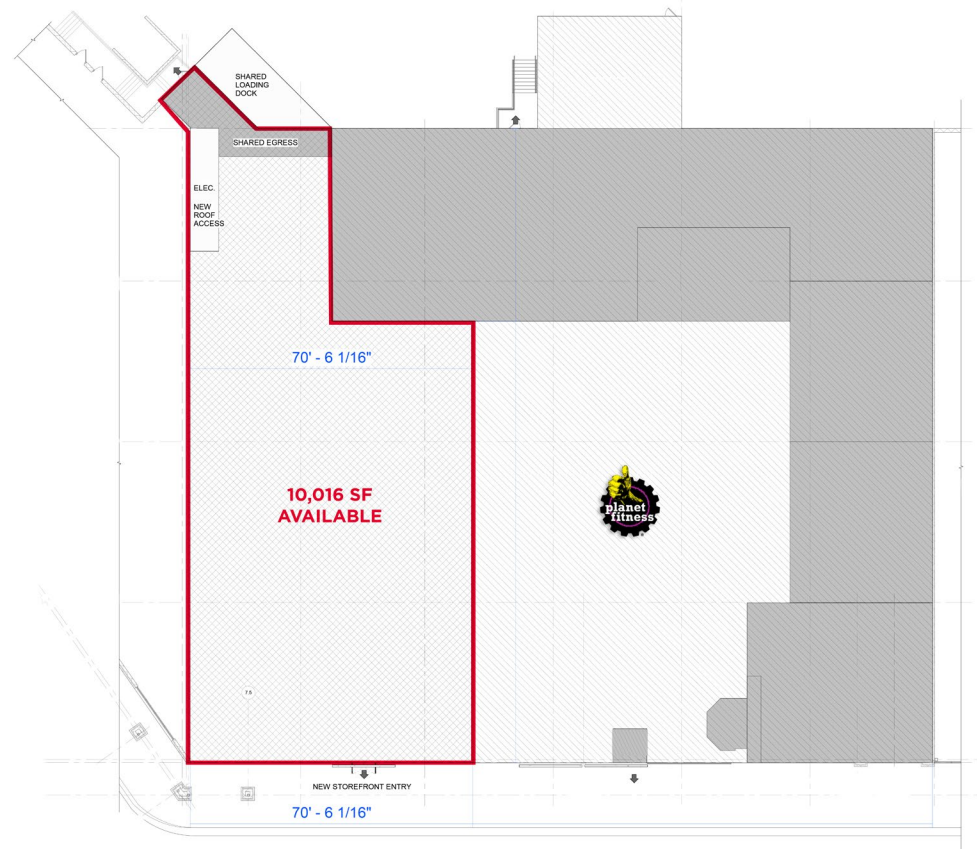 SHARED
LOADING
DOCK
SHARED EGRESS
ELEC.
NEW
ROOF
ACCESS
70' - 6 1/16"
10,016 SF
AVAILABLE
planet
fitness
7.5
NEW STOREFRONT ENTRY
70' - 6 1/16"